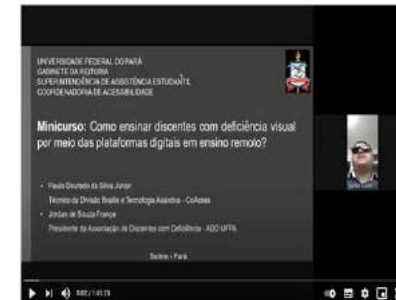 UNIVERSIDADE FEDERAL DO PARÁ
GABINETE DA REITORIA
SUPERINTENDÊNCIA DE ASSISTÊNCIA ESTUDANTIL
COORDENADORIA DE ACESSIBILIDADE
Minicurso: Como ensinar discentes com deficiência visual
por meio das plataformas digitais em ensino remoto?
• Paulo Dourado da Silva Junior
Técnico da Divisão Braille e Tecnologia Assistiva - CoAcess
• Jordan de Souza França
Presidente da Associação de Discentes com Deficiência - ADD UFPA
Belém - Pará